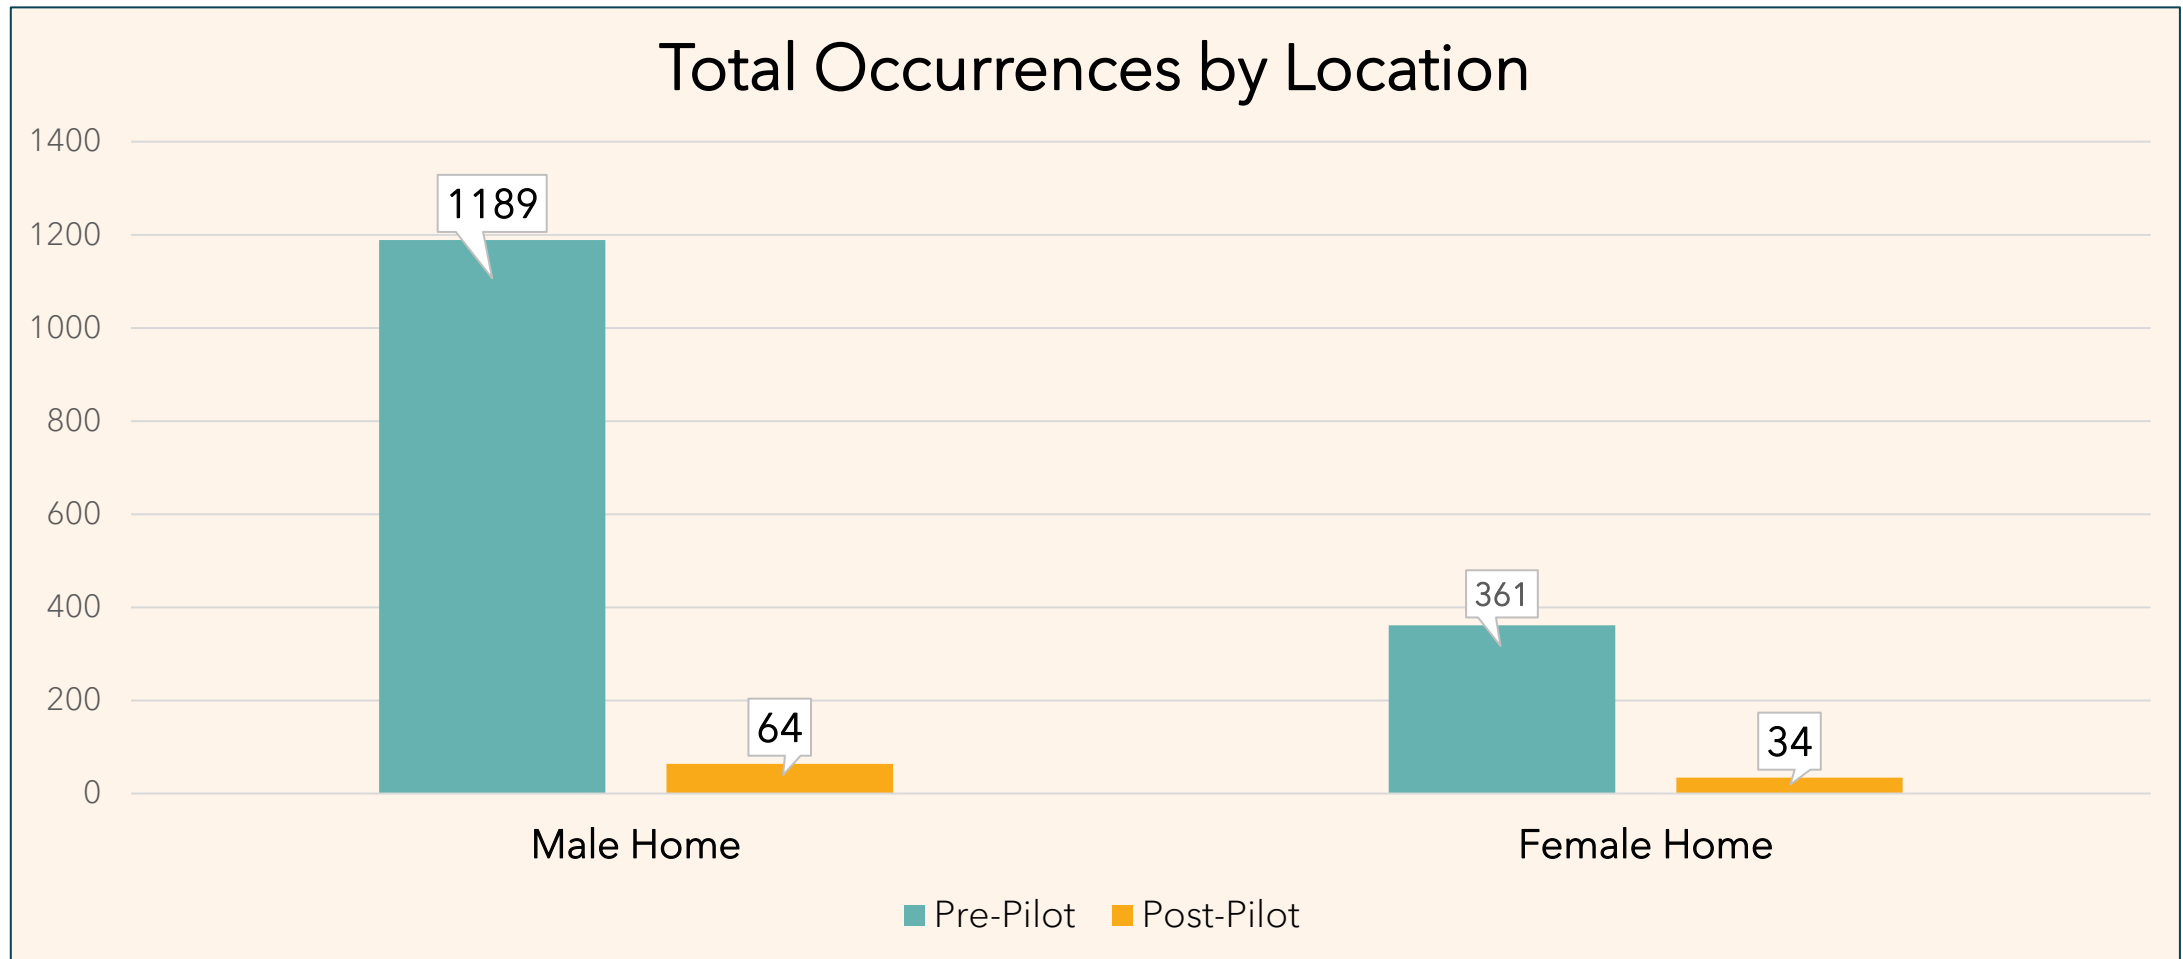 Total Occurrences by Location
1400
1200
1000
800
600
400
200
0
1189
64
361
34
Male Home
Female Home
Pre-Pilot
Post-Pilot